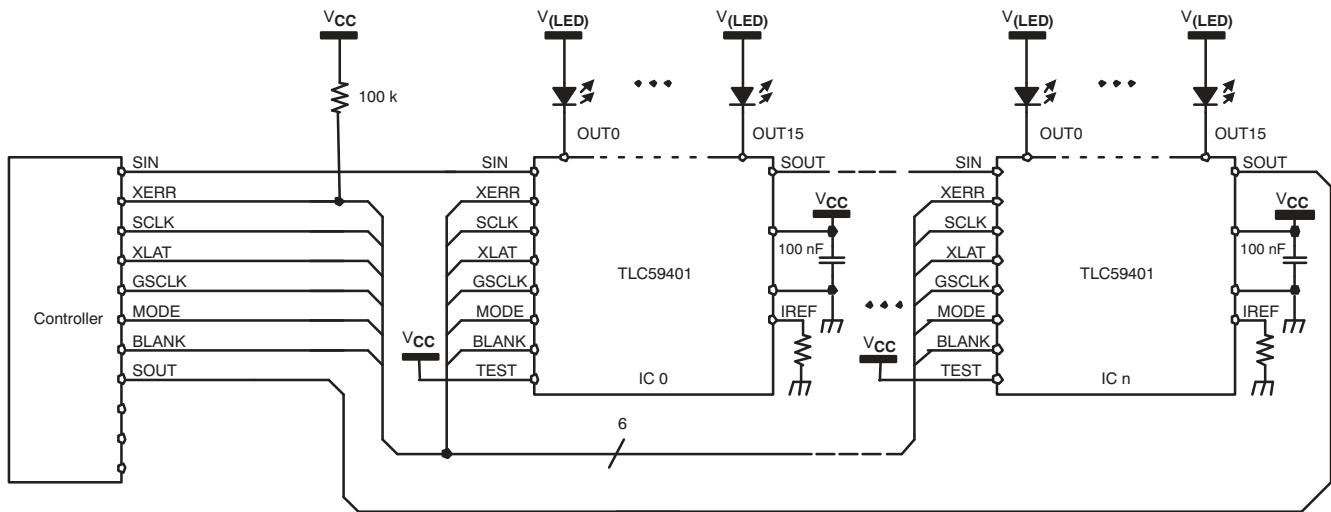 VCC
V(LED)
V(LED)
V(LED)
V(LED)
100 k
OUT0
OUT15
OUT0
OUT15
SIN
SIN
SOUT
SIN
SOUT
XERR
XERR
VCC
XERR
VCC
SCLK
SCLK
SCLK
100 nF
100 nF
XLAT
XLAT
XLAT
TLC59401
TLC59401
GSCLK
GSCLK
GSCLK
Controller
MODE
MODE
IREF
MODE
IREF
BLANK
VCC
BLANK
VCC
BLANK
SOUT
TEST
IC 0
TEST
IC n
6